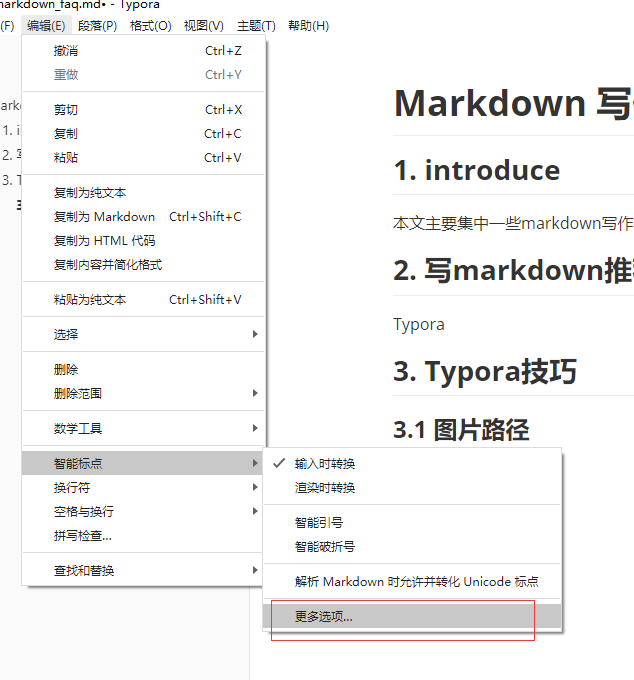 markdown_faq.md• - Typora
(F) 编辑(E) 段落(P) 格式(O) 视图(V) 主题(T) 帮助(H)
撤消 Ctrl+Z
重做 Ctrl+Y
剪切 Ctrl+X
复制 Ctrl+C
粘贴 Ctrl+V
复制为纯文本
复制为 Markdown Ctrl+Shift+C
复制为 HTML 代码
复制内容并简化格式
粘贴为纯文本 Ctrl+Shift+V
选择
删除
删除范围
数学工具
智能标点
换行符
空格与换行
拼写检查...
查找和替换
输入时转换
渲染时转换
智能引号
智能破折号
解析 Markdown 时允许并转化 Unicode 标点
更多选项...
arkd
1. i
2. 写
3. T
Markdown 写
1. introduce
本文主要集中一些markdown写作
2. 写markdown推
Typora
3. Typora技巧
3.1 图片路径